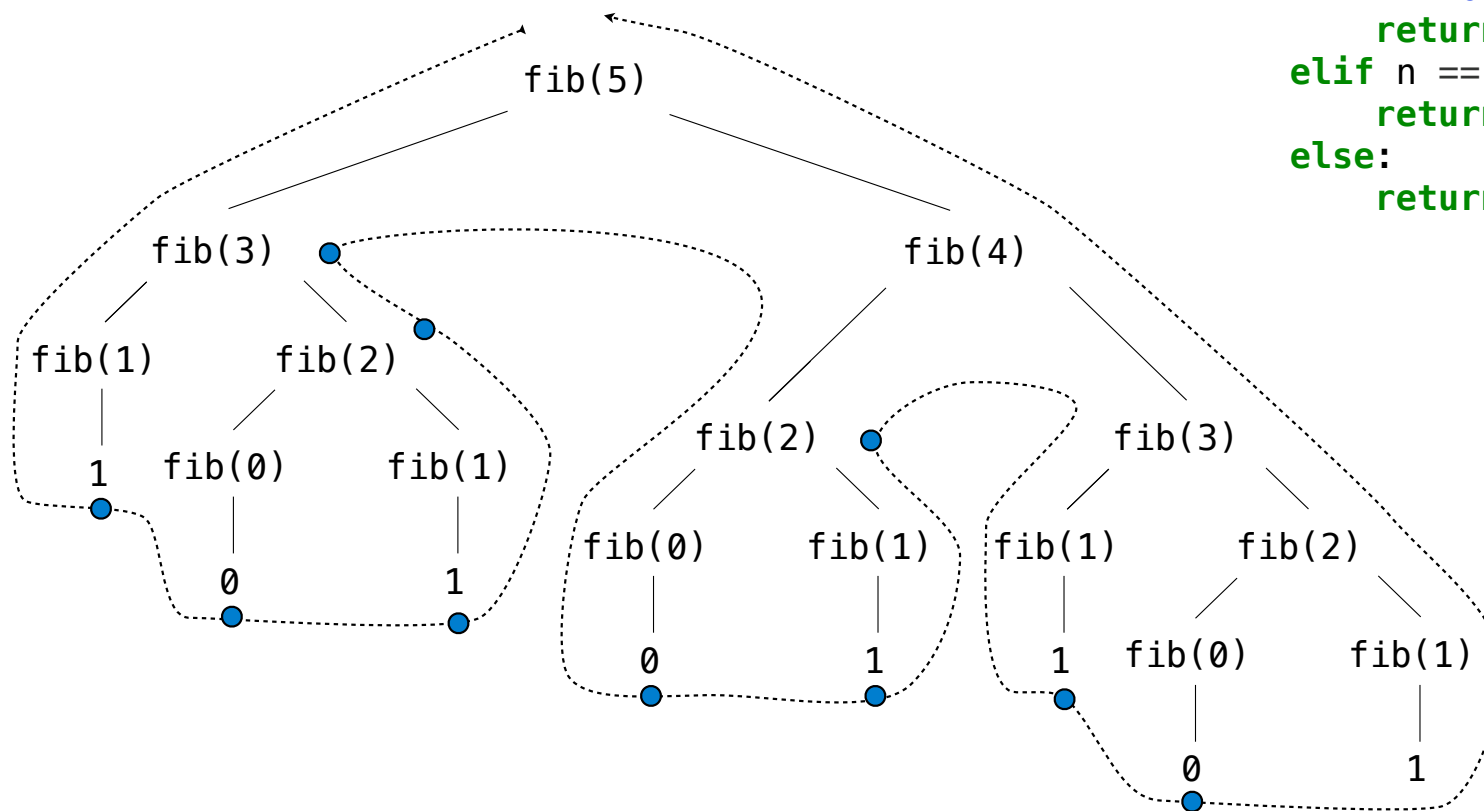 return
elif n ==
return
else:
return
fib(5)
fib(3) fib(4)
fib(1) fib(2)
fib(2) fib(3)
1 fib(0) fib(1)
fib(0) fib(1) fib(1) fib(2)
0 1
0 1 1 fib(0) fib(1)
0 1